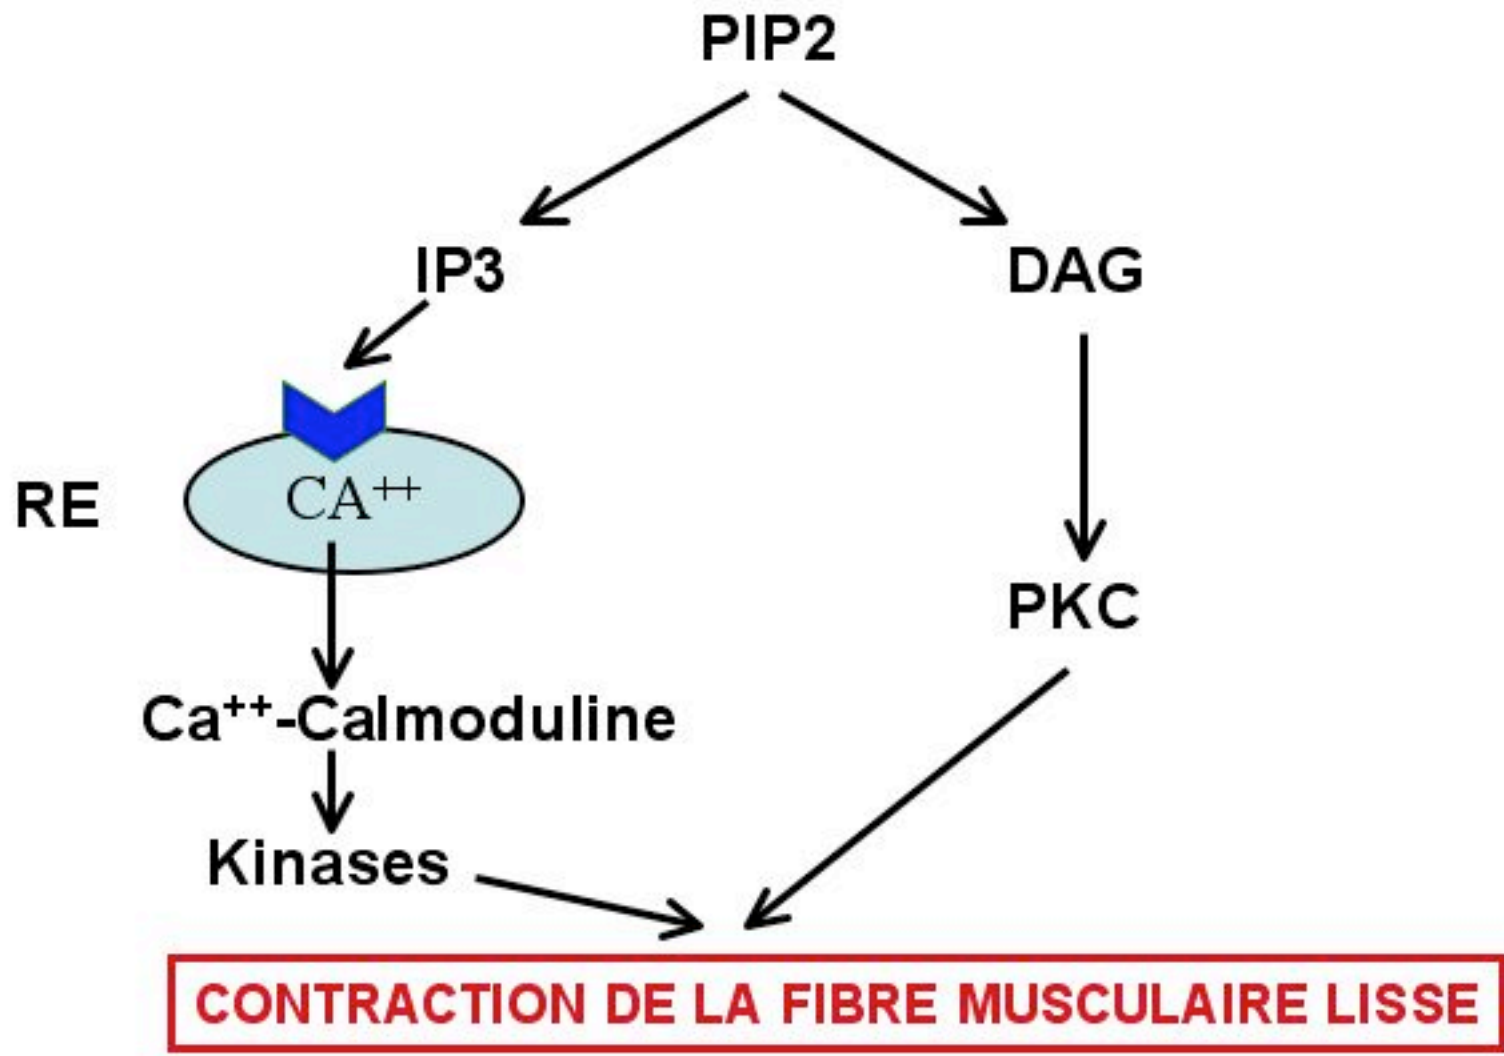 PIP2
IP3
DAG
RE
CA⁺⁺
PKC
Ca⁺⁺-Calmoduline
Kinases
CONTRACTION DE LA FIBRE MUSCULAIRE LISSE